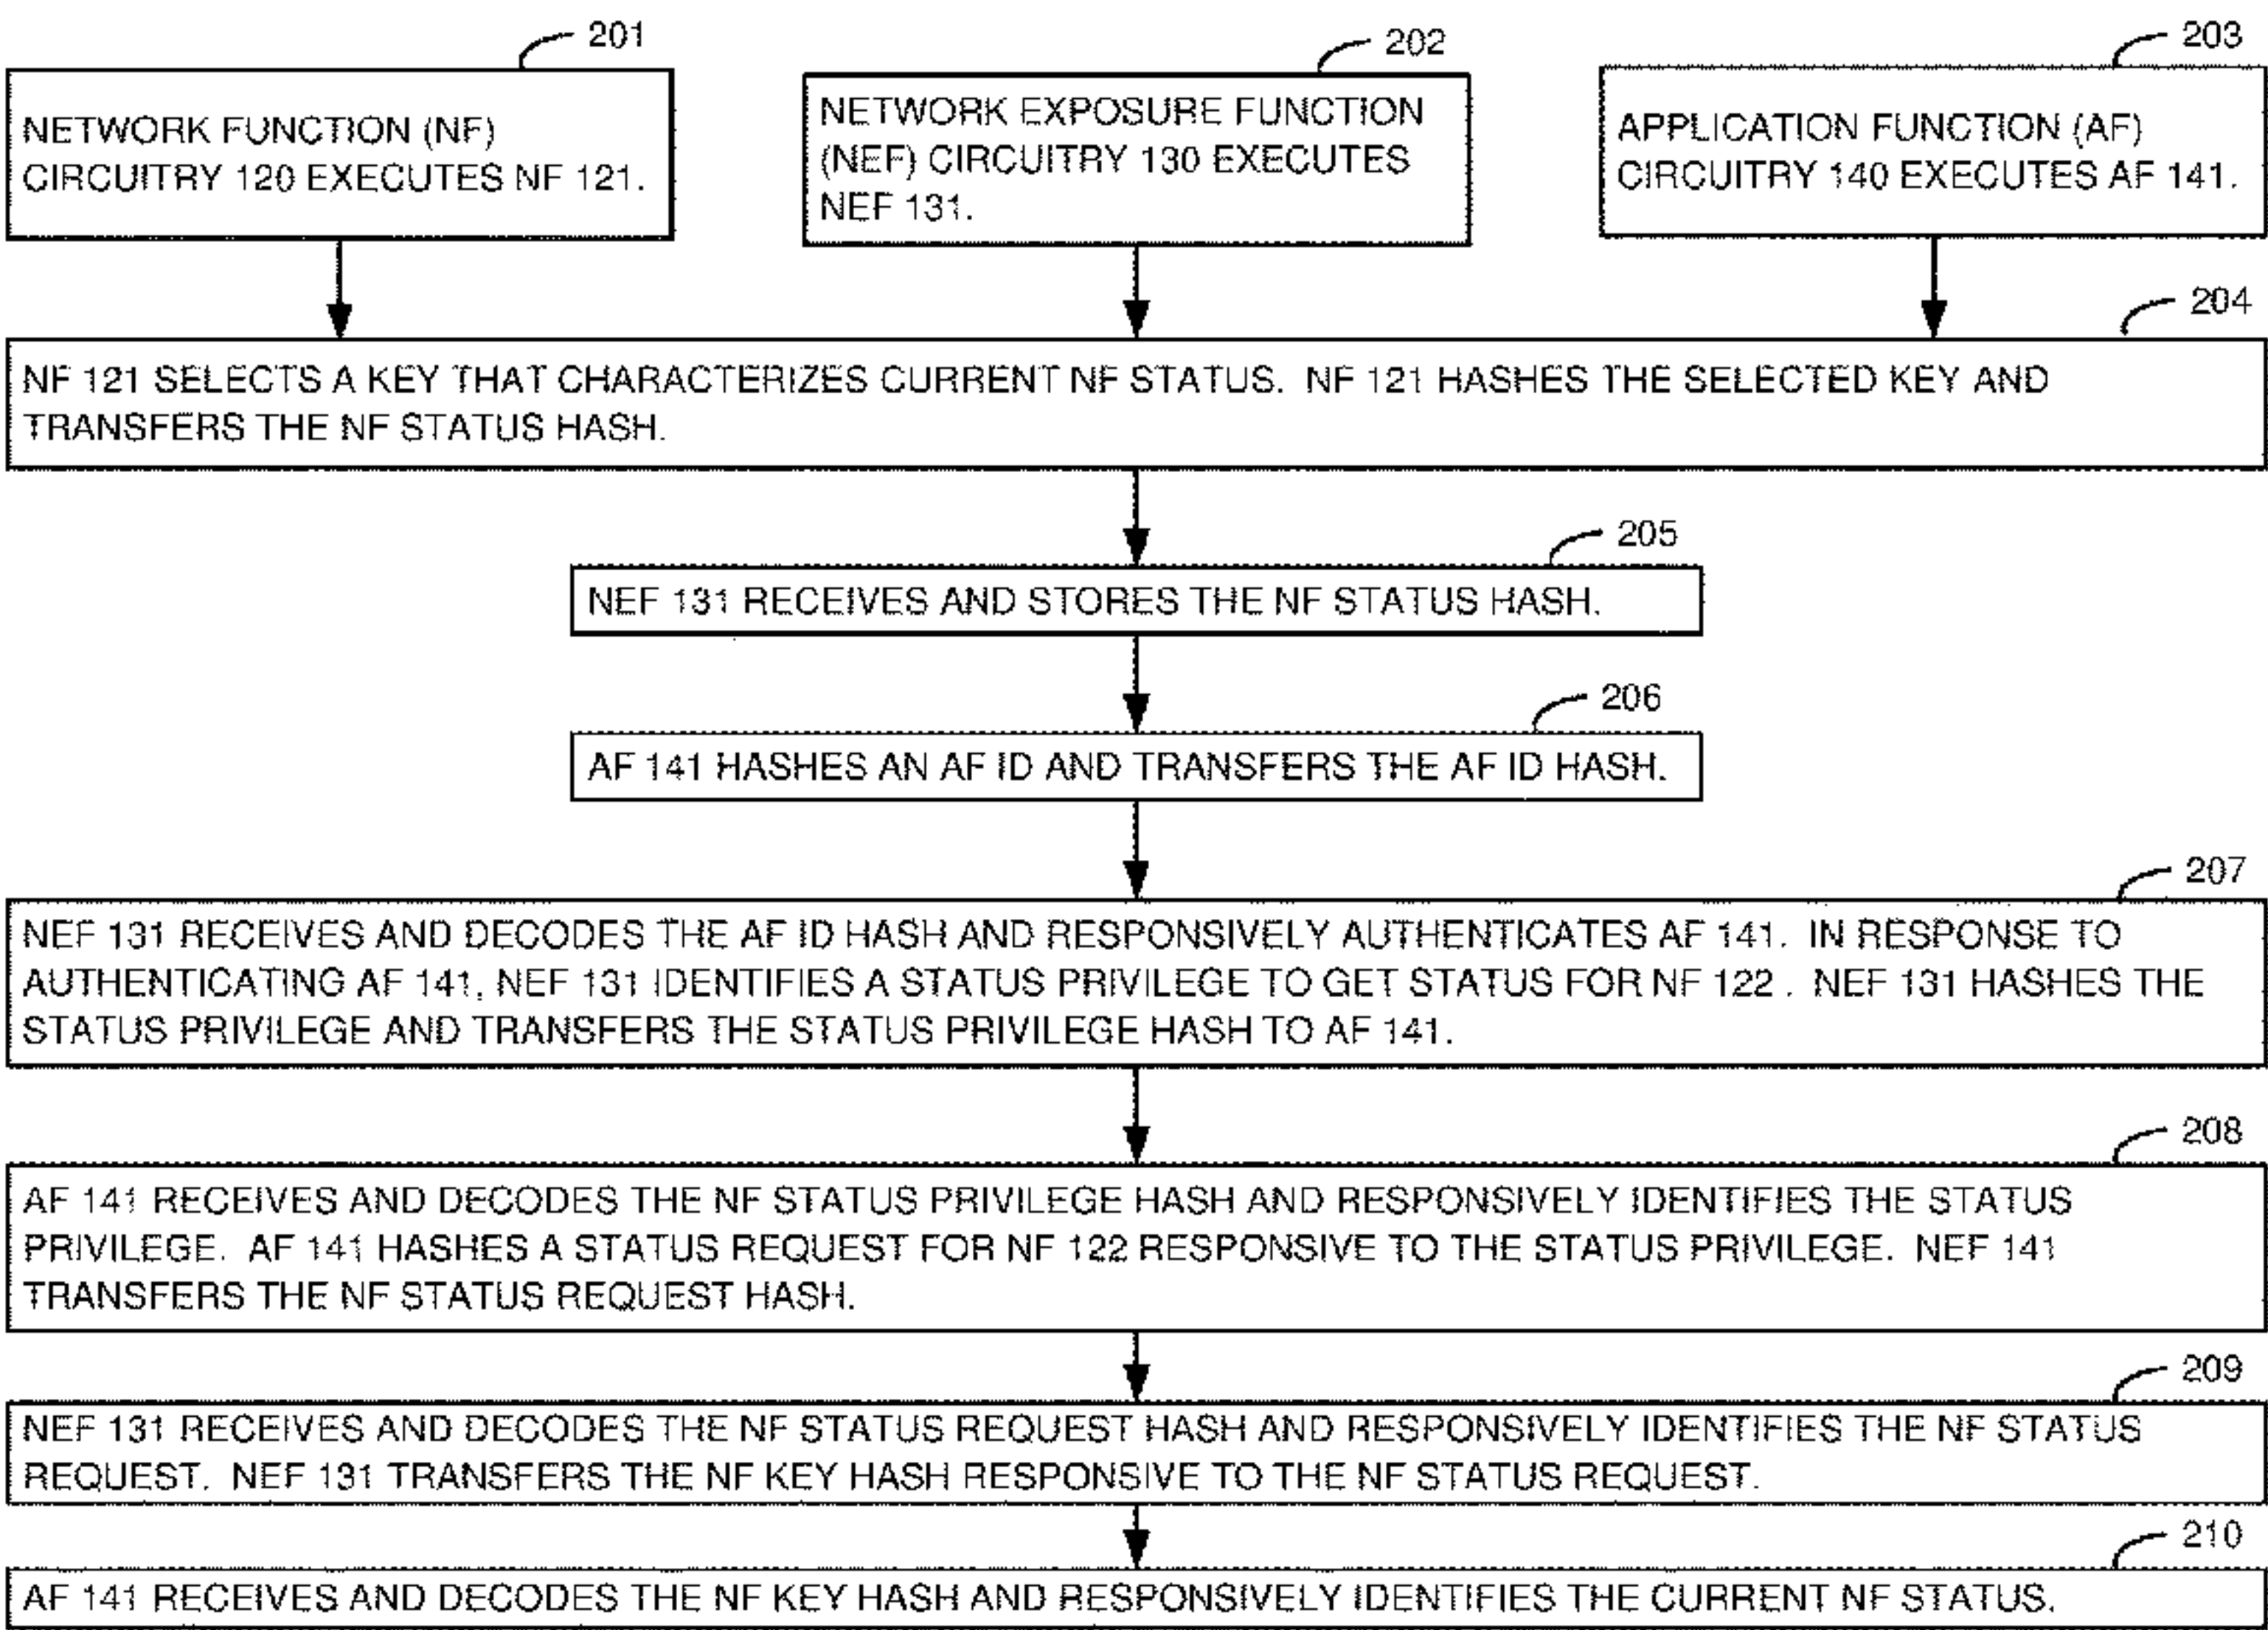 201
NETWORK FUNCTION (NF)
CIRCUITRY 120 EXECUTES NF 121.
202
NETWORK EXPOSURE FUNCTION
(NEF) CIRCUITRY 130 EXECUTES
NEF 131.
203
APPLICATION FUNCTION (AF)
CIRCUITRY 140 EXECUTES AF 141.
204
NF 121 SELECTS A KEY THAT CHARACTERIZES CURRENT NF STATUS. NF 121 HASHES THE SELECTED KEY AND
TRANSFERS THE NF STATUS HASH.
205
NEF 131 RECEIVES AND STORES THE NF STATUS HASH.
206
AF 141 HASHES AN AF ID AND TRANSFERS THE AF ID HASH.
207
NEF 131 RECEIVES AND DECODES THE AF ID HASH AND RESPONSIVELY AUTHENTICATES AF 141. IN RESPONSE TO
AUTHENTICATING AF 141, NEF 131 IDENTIFIES A STATUS PRIVILEGE TO GET STATUS FOR NF 122 . NEF 131 HASHES THE
STATUS PRIVILEGE AND TRANSFERS THE STATUS PRIVILEGE HASH TO AF 141.
208
AF 141 RECEIVES AND DECODES THE NF STATUS PRIVILEGE HASH AND RESPONSIVELY IDENTIFIES THE STATUS
PRIVILEGE. AF 141 HASHES A STATUS REQUEST FOR NF 122 RESPONSIVE TO THE STATUS PRIVILEGE. NEF 141
TRANSFERS THE NF STATUS REQUEST HASH.
209
NEF 131 RECEIVES AND DECODES THE NF STATUS REQUEST HASH AND RESPONSIVELY IDENTIFIES THE NF STATUS
REQUEST. NEF 131 TRANSFERS THE NF KEY HASH RESPONSIVE TO THE NF STATUS REQUEST.
210
AF 141 RECEIVES AND DECODES THE NF KEY HASH AND RESPONSIVELY IDENTIFIES THE CURRENT NF STATUS.